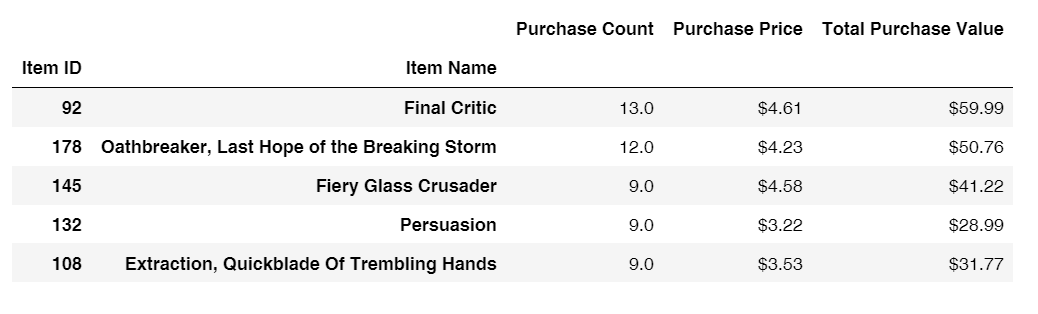 Purchase Count Purchase Price Total Purchase Value
Item ID Item Name
92 Final Critic 13.0 $4.61 $59.99
178 Oathbreaker, Last Hope of the Breaking Storm 12.0 $4.23 $50.76
145 Fiery Glass Crusader 9.0 $4.58 $41.22
132 Persuasion 9.0 $3.22 $28.99
108 Extraction, Quickblade Of Trembling Hands 9.0 $3.53 $31.77